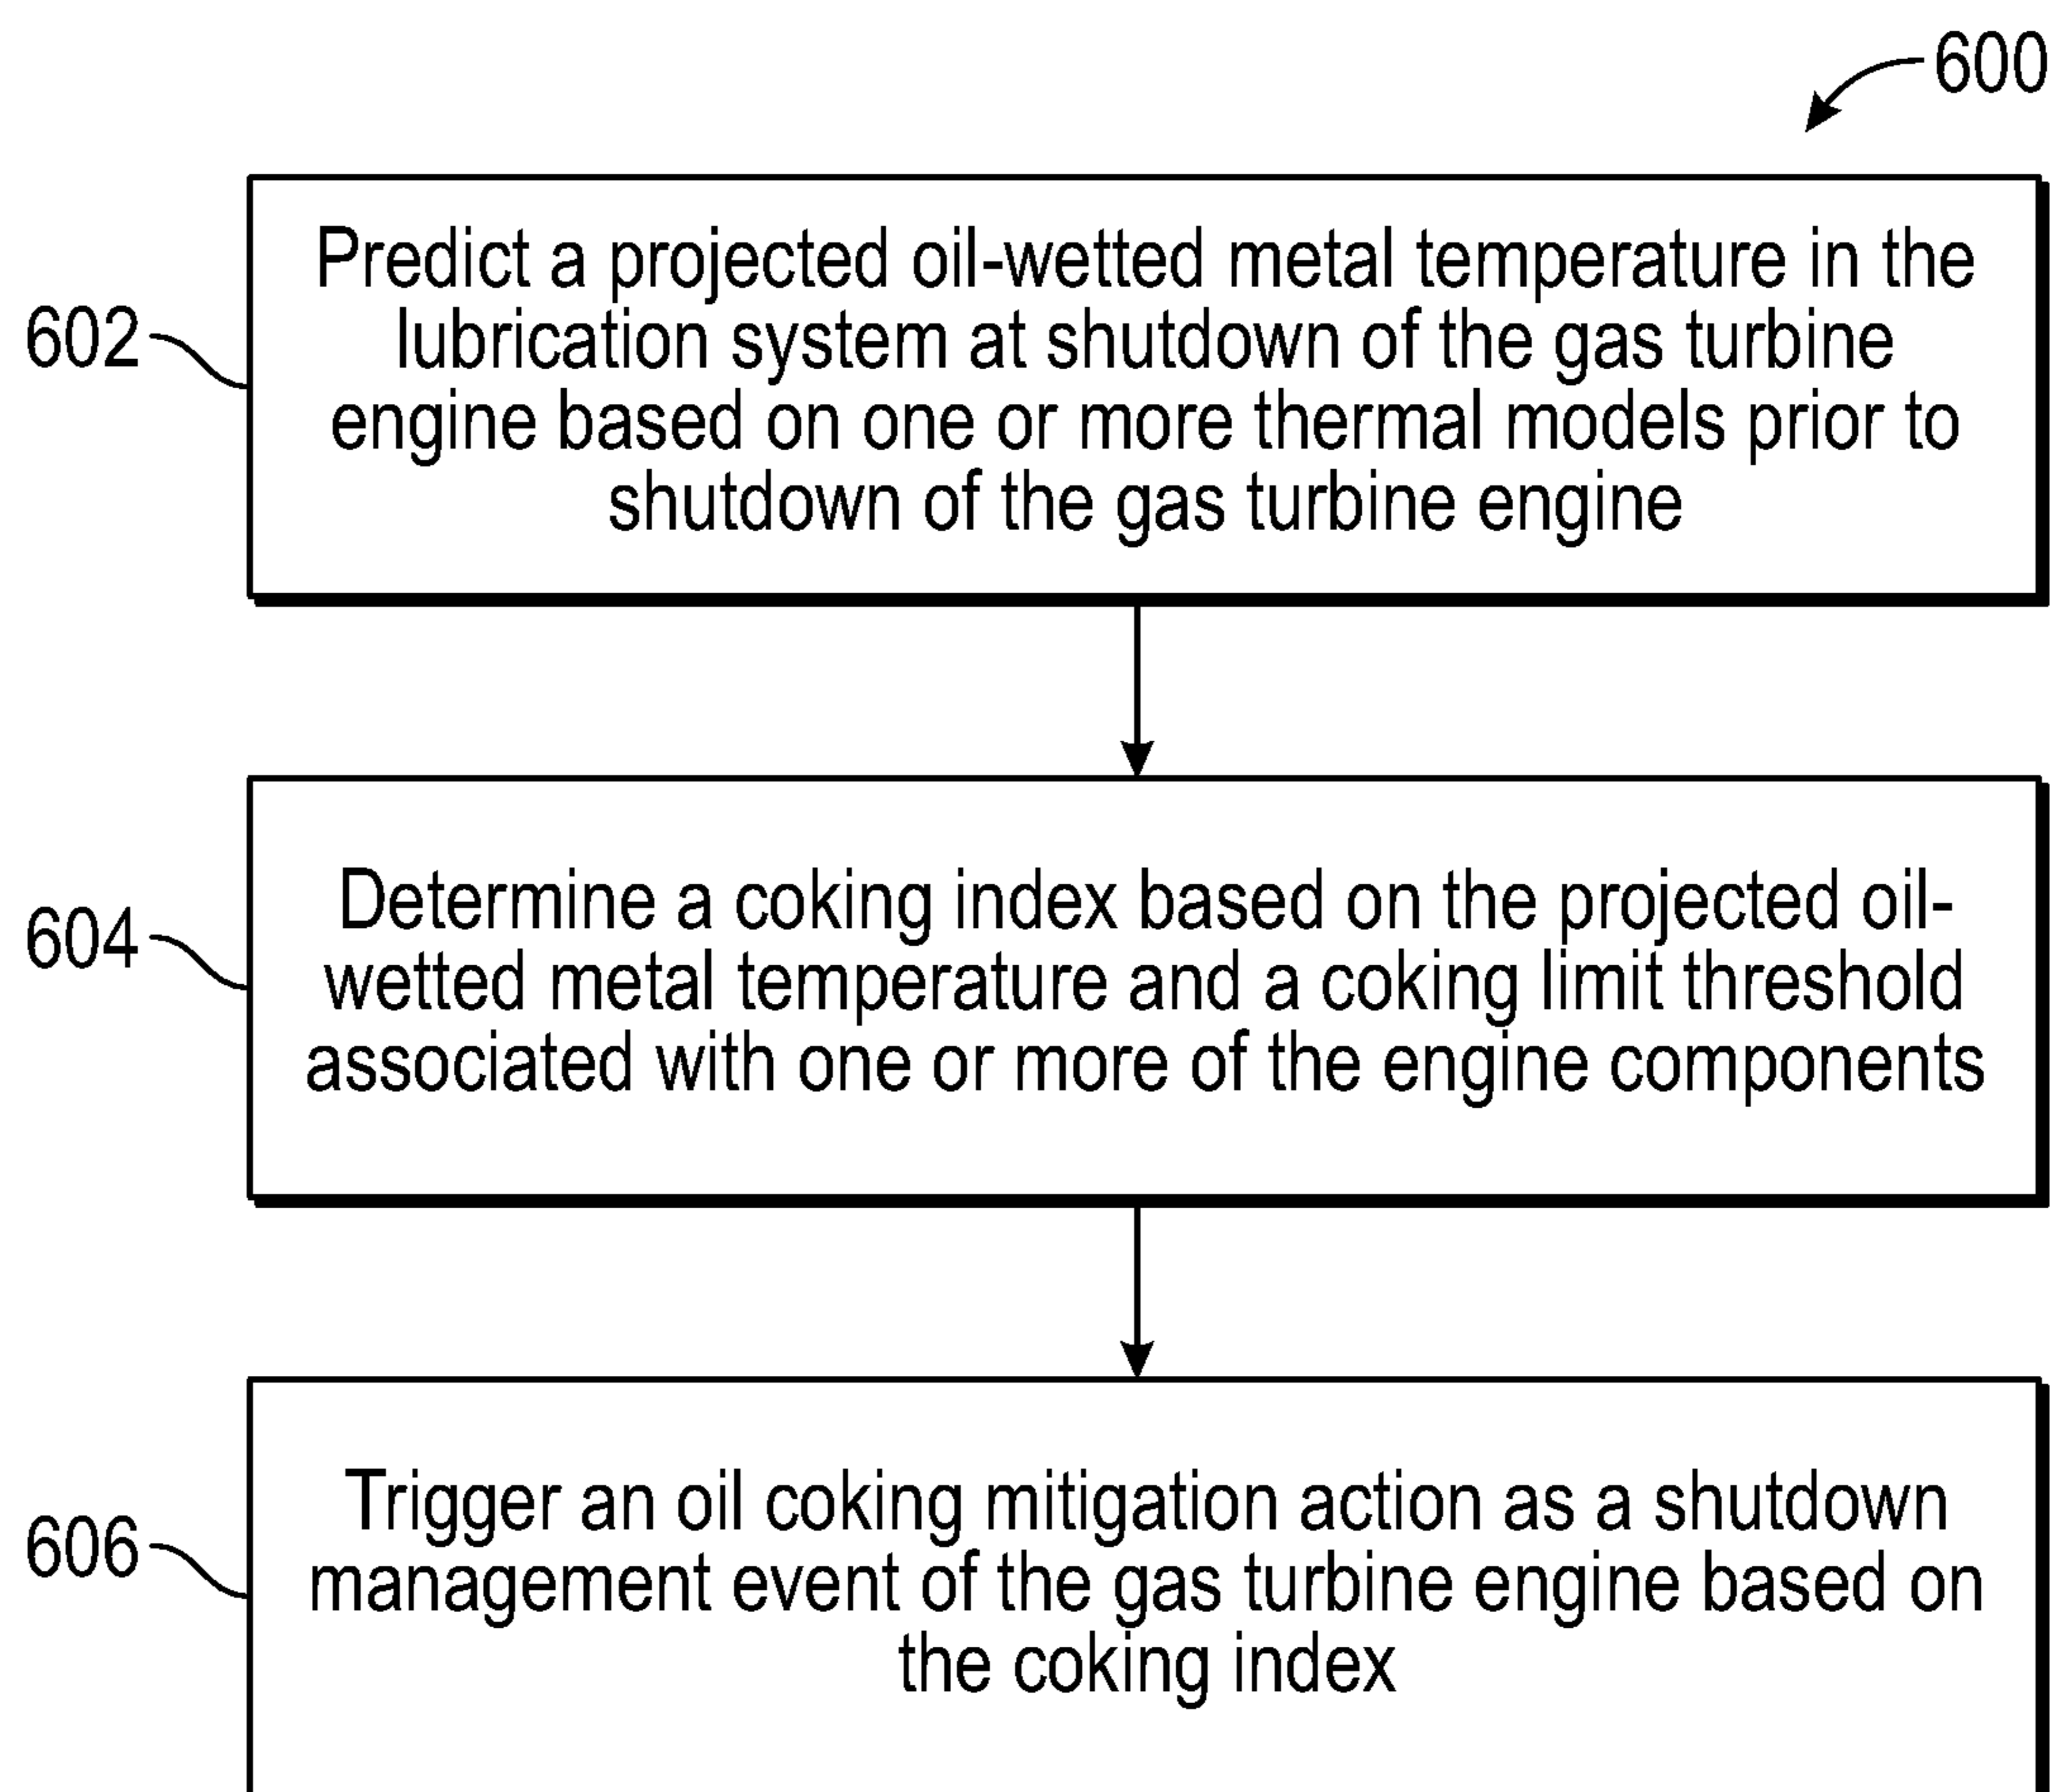 600
602
Predict a projected oil-wetted metal temperature in the
lubrication system at shutdown of the gas turbine
engine based on one or more thermal models prior to
shutdown of the gas turbine engine
604
Determine a coking index based on the projected oil-
wetted metal temperature and a coking limit threshold
associated with one or more of the engine components
606
Trigger an oil coking mitigation action as a shutdown
management event of the gas turbine engine based on
the coking index